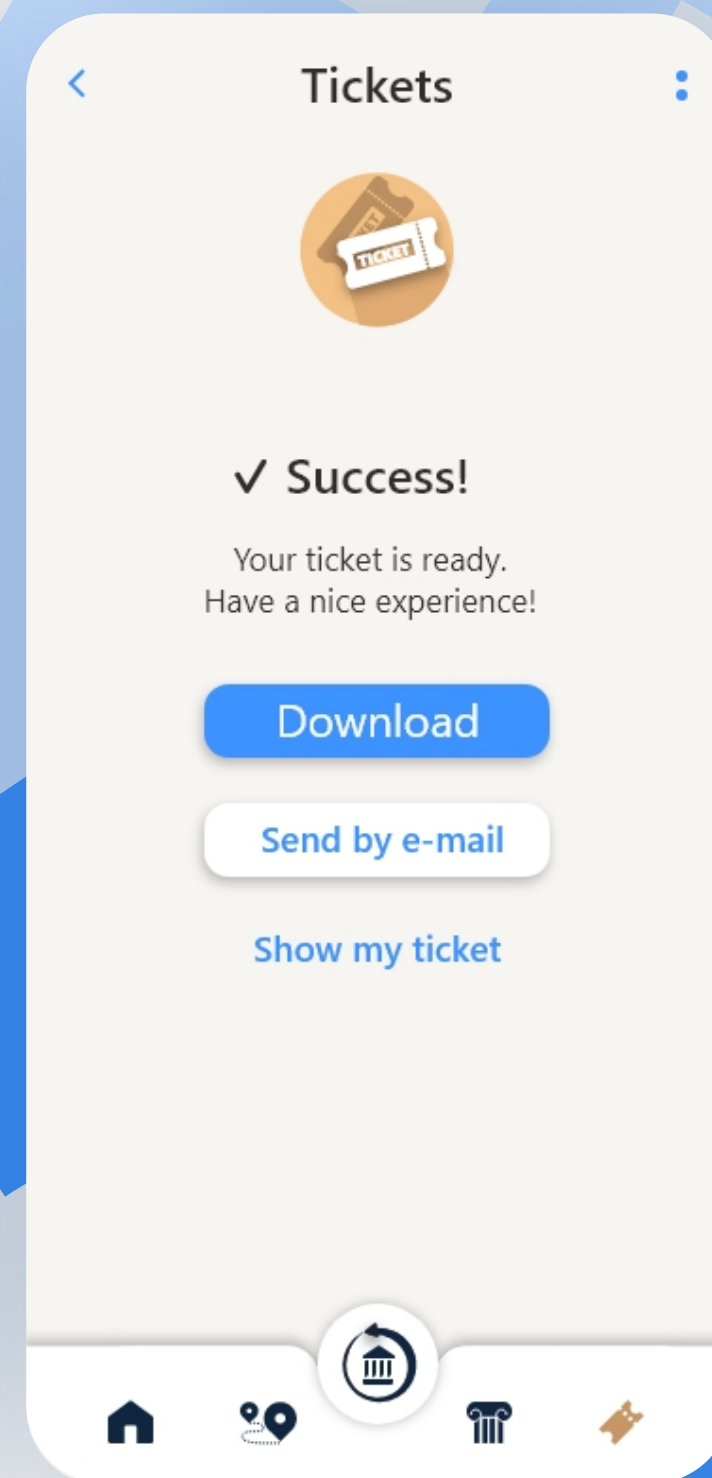 Tickets
TICKET
✓ Success!
Your ticket is ready.
Have a nice experience!
Download
Send by e-mail
Show my ticket